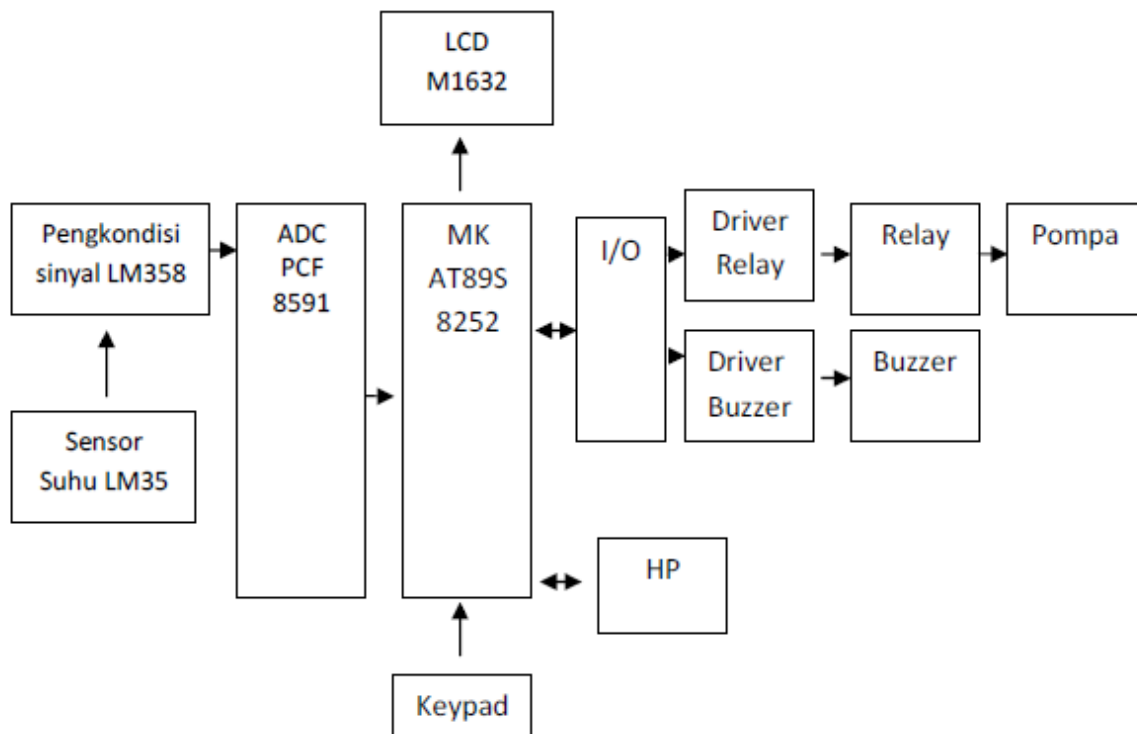 LCD
M1632
Pengkondisi
sinyal LM358
ADC
PCF
8591
MK
AT89S
8252
I/O
Driver
Relay
Relay
Pompa
Driver
Buzzer
Buzzer
Sensor
Suhu LM35
HP
Keypad